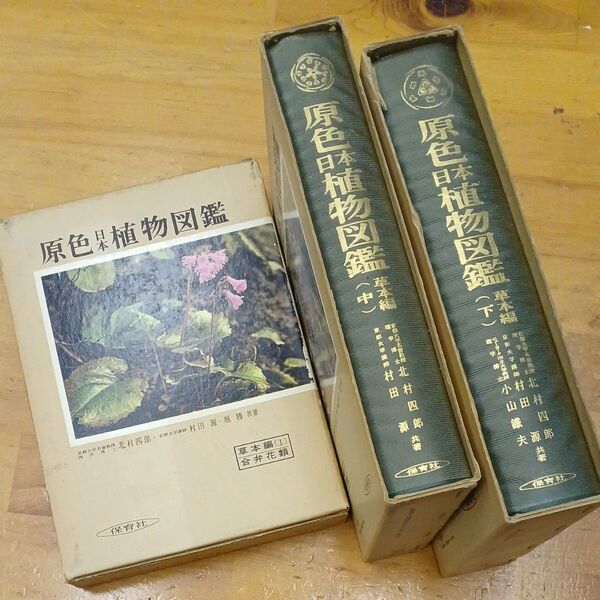 原色日本植物図鑑
北村四郎・
村田 源・堀 勝 共著
草本編〔I〕
合弁花類
保育社
原色日本植物図鑑
草本編
(中)
北村四郎
村田 源
共著
保育社
原色日本植物図鑑
草本編
(下)
北村四郎
村田 源
小山鐵夫
共著
保育社